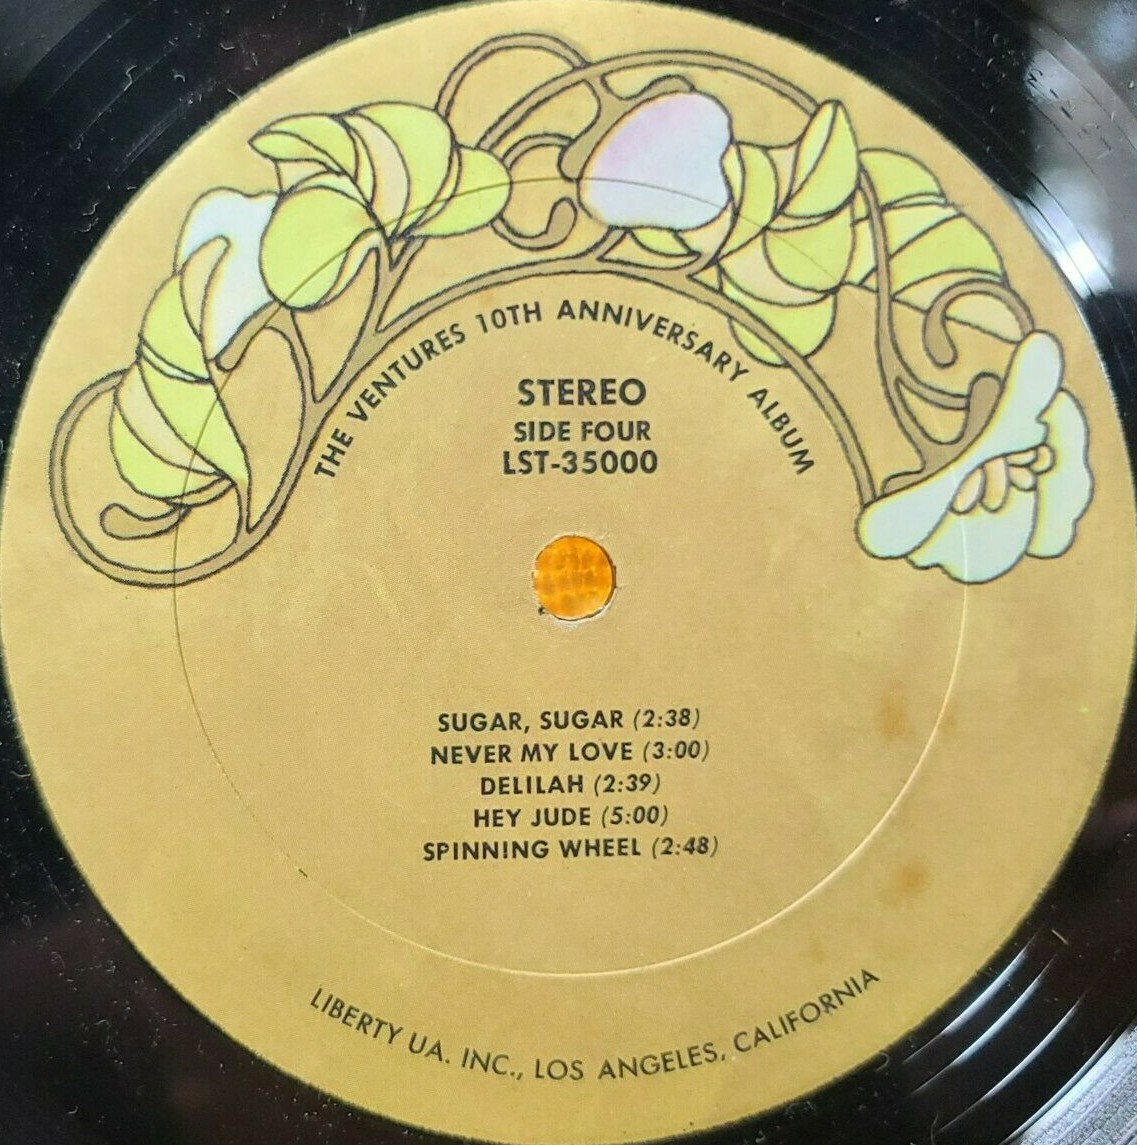 THE VENTURES 10TH ANNIVERSARY ALBUM
STEREO
SIDE FOUR
LST-35000
SUGAR, SUGAR (2:38)
NEVER MY LOVE (3:00)
DELILAH (2:39)
HEY JUDE (5:00)
SPINNING WHEEL (2:48)
LIBERTY UA. INC., LOS ANGELES, CALIFORNIA